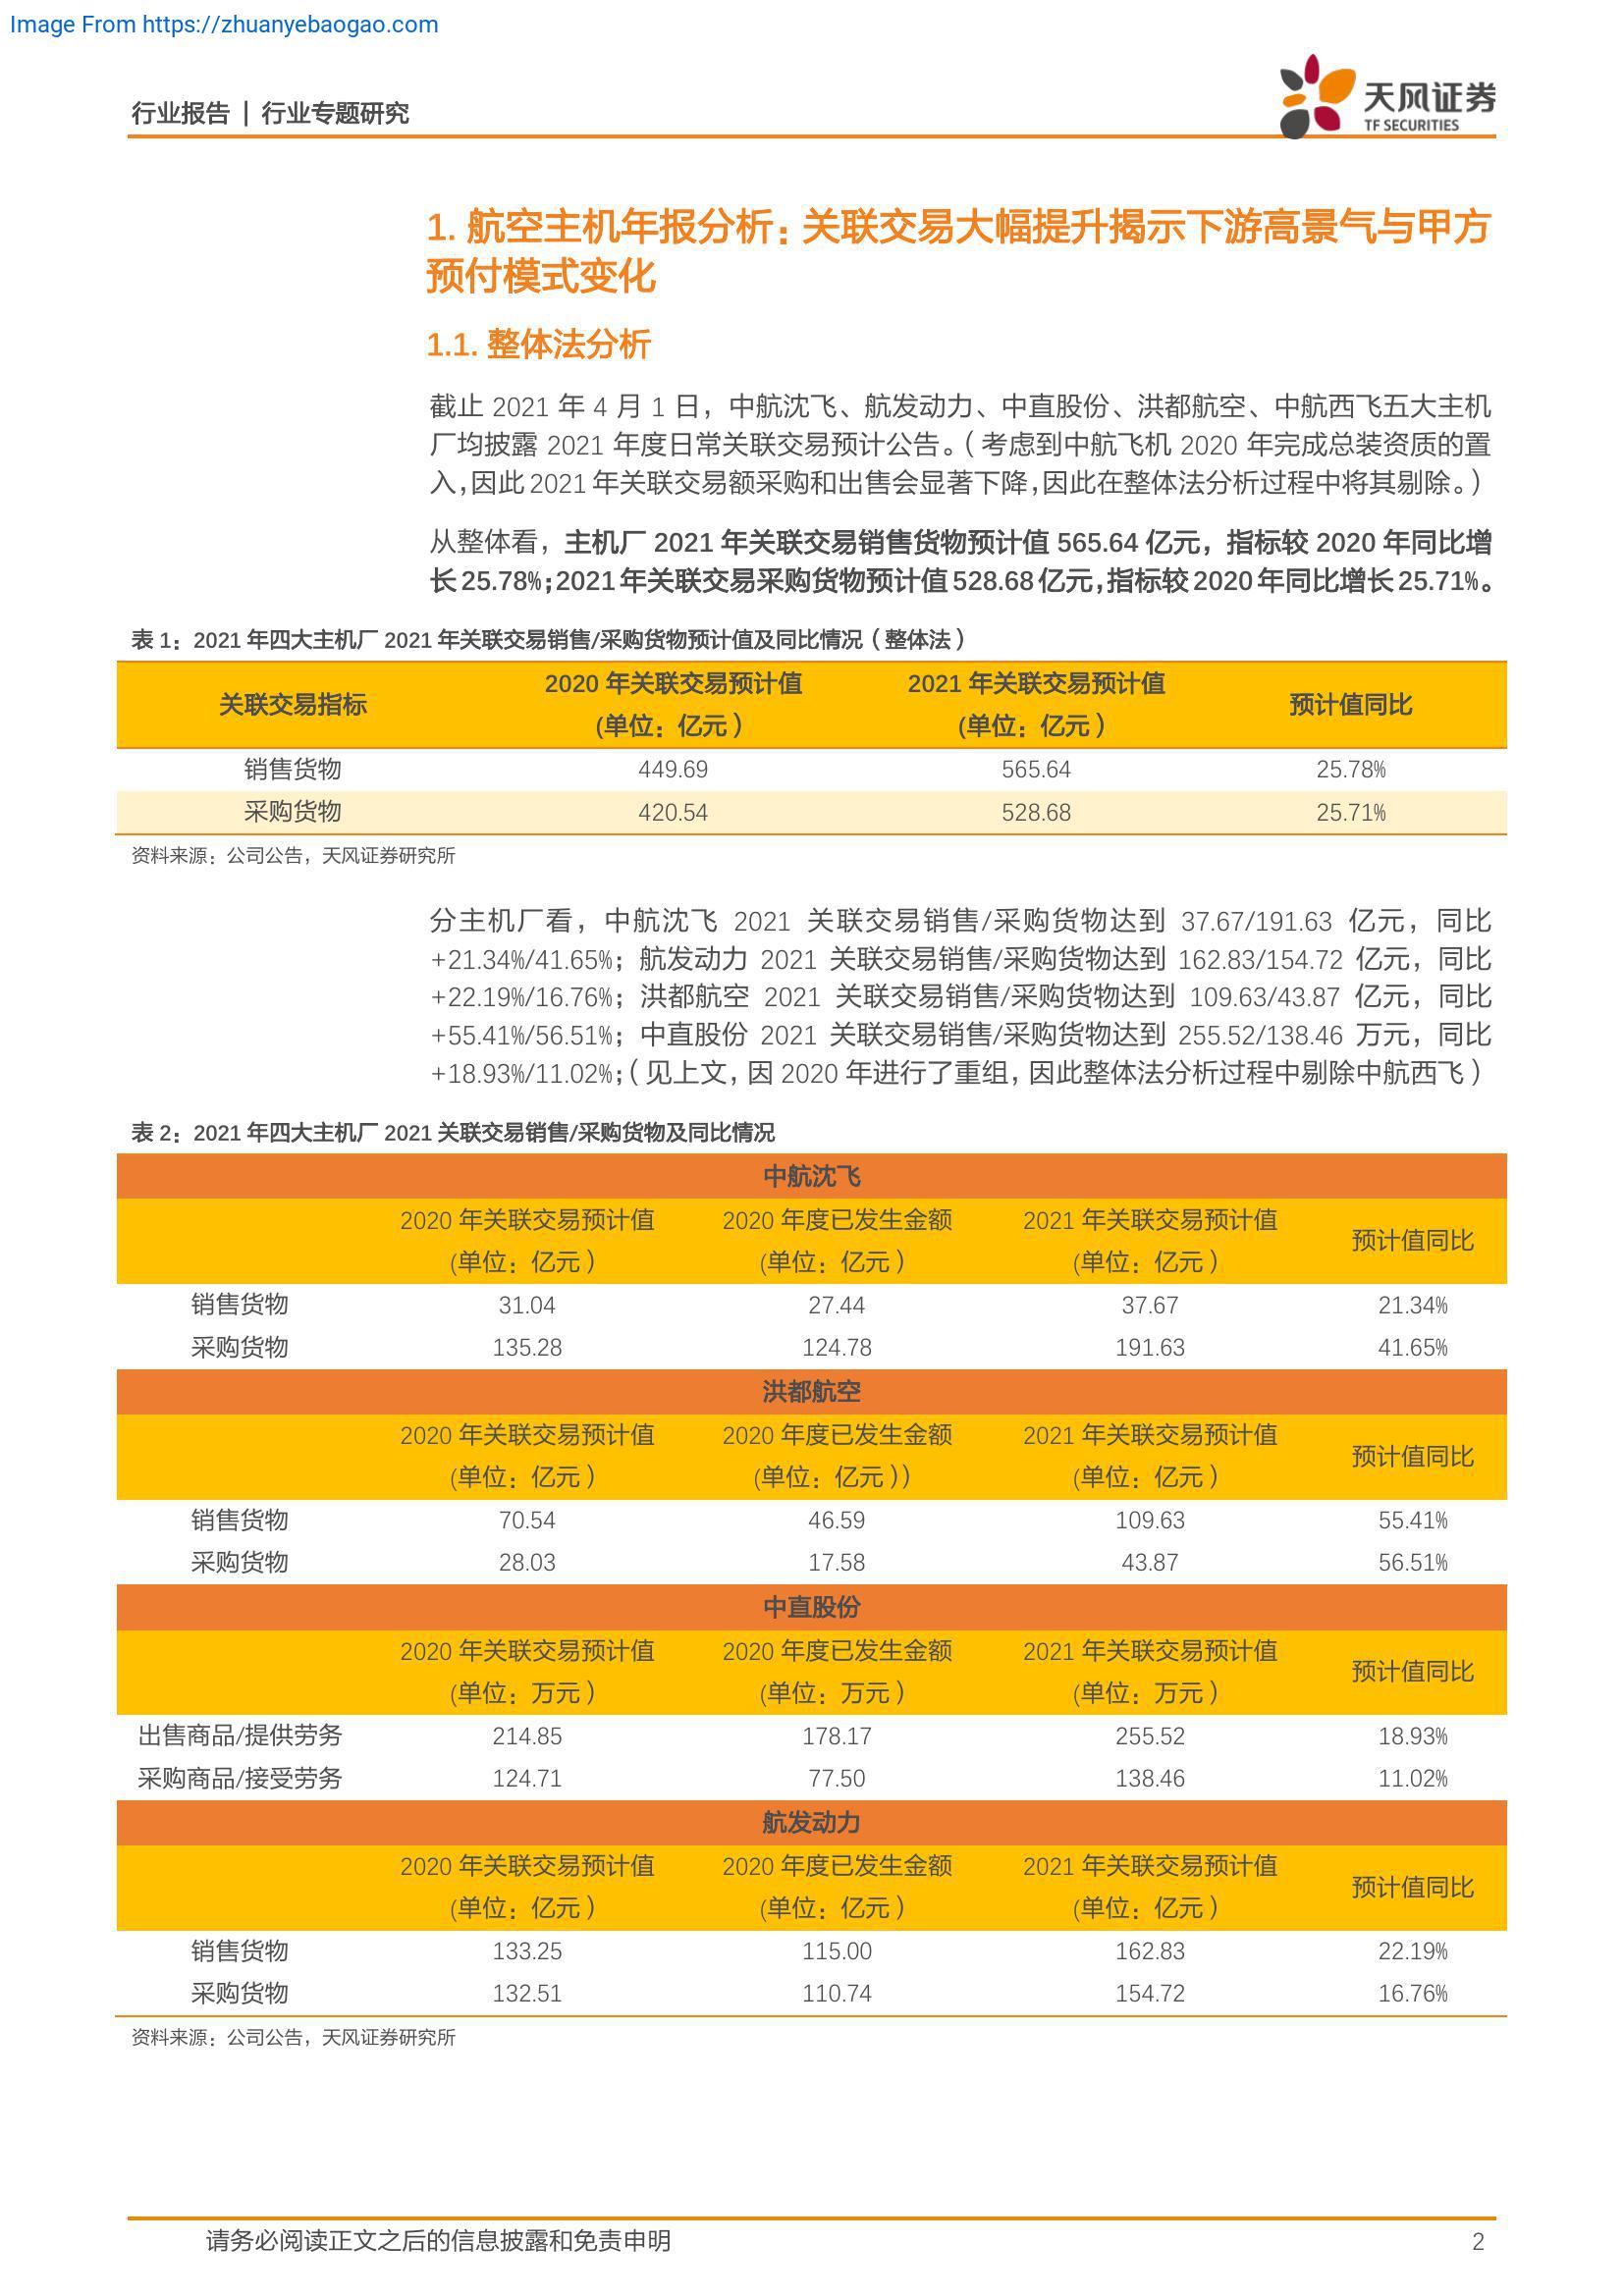 Image From https://zhuanyebaogao.com
行业报告 | 行业专题研究
天风证券
TF SECURITIES
1. 航空主机年报分析：关联交易大幅提升揭示下游高景气与甲方
预付模式变化
1.1. 整体法分析
截止 2021 年 4 月 1 日，中航沈飞、航发动力、中直股份、洪都航空、中航西飞五大主机
厂均披露 2021 年度日常关联交易预计公告。（考虑到中航飞机 2020 年完成总装资质的置
入，因此 2021 年关联交易额采购和出售会显著下降，因此在整体法分析过程中将其剔除。）
从整体看，主机厂 2021 年关联交易销售货物预计值 565.64 亿元，指标较 2020 年同比增
长 25.78%；2021 年关联交易采购货物预计值 528.68 亿元，指标较 2020 年同比增长 25.71%。
表 1：2021 年四大主机厂 2021 年关联交易销售/采购货物预计值及同比情况（整体法）
关联交易指标 2020 年关联交易预计值 2021 年关联交易预计值 预计值同比
(单位：亿元） (单位：亿元）
销售货物 449.69 565.64 25.78%
采购货物 420.54 528.68 25.71%
资料来源：公司公告，天风证券研究所
分主机厂看，中航沈飞 2021 关联交易销售/采购货物达到 37.67/191.63 亿元，同比
+21.34%/41.65%；航发动力 2021 关联交易销售/采购货物达到 162.83/154.72 亿元，同比
+22.19%/16.76%；洪都航空 2021 关联交易销售/采购货物达到 109.63/43.87 亿元，同比
+55.41%/56.51%；中直股份 2021 关联交易销售/采购货物达到 255.52/138.46 万元，同比
+18.93%/11.02%；（见上文，因 2020 年进行了重组，因此整体法分析过程中剔除中航西飞）
表 2：2021 年四大主机厂 2021 关联交易销售/采购货物及同比情况
中航沈飞
2020 年关联交易预计值 2020 年度已发生金额 2021 年关联交易预计值 预计值同比
(单位：亿元） (单位：亿元） (单位：亿元）
销售货物 31.04 27.44 37.67 21.34%
采购货物 135.28 124.78 191.63 41.65%
洪都航空
2020 年关联交易预计值 2020 年度已发生金额 2021 年关联交易预计值 预计值同比
(单位：亿元） (单位：亿元）） (单位：亿元）
销售货物 70.54 46.59 109.63 55.41%
采购货物 28.03 17.58 43.87 56.51%
中直股份
2020 年关联交易预计值 2020 年度已发生金额 2021 年关联交易预计值 预计值同比
(单位：万元） (单位：万元） (单位：万元）
出售商品/提供劳务 214.85 178.17 255.52 18.93%
采购商品/接受劳务 124.71 77.50 138.46 11.02%
航发动力
2020 年关联交易预计值 2020 年度已发生金额 2021 年关联交易预计值 预计值同比
(单位：亿元） (单位：亿元） (单位：亿元）
销售货物 133.25 115.00 162.83 22.19%
采购货物 132.51 110.74 154.72 16.76%
资料来源：公司公告，天风证券研究所
请务必阅读正文之后的信息披露和免责申明 2